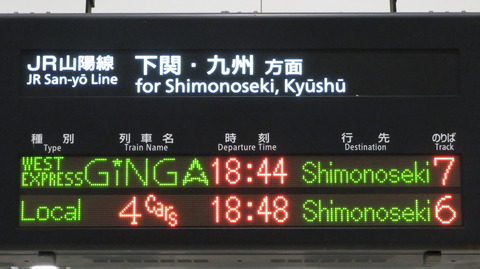 JR山陽線 下関・九州 方面
JR San-yō Line for Shimonoseki, Kyūshū
種別 列車名 時刻 行先 のりば
Type Train Name Departure Time Destination Track
WEST EXPRESS GiNGA 18:44 Shimonoseki 7
Local 4 Cars 18:48 Shimonoseki 6